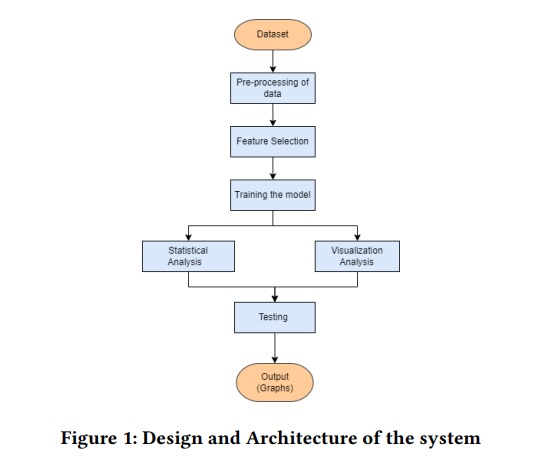 Dataset
Pre-processing of
data
Feature Selection
Training the model
Statistical
Analysis
Visualization
Analysis
Testing
Output
(Graphs)
Figure 1: Design and Architecture of the system